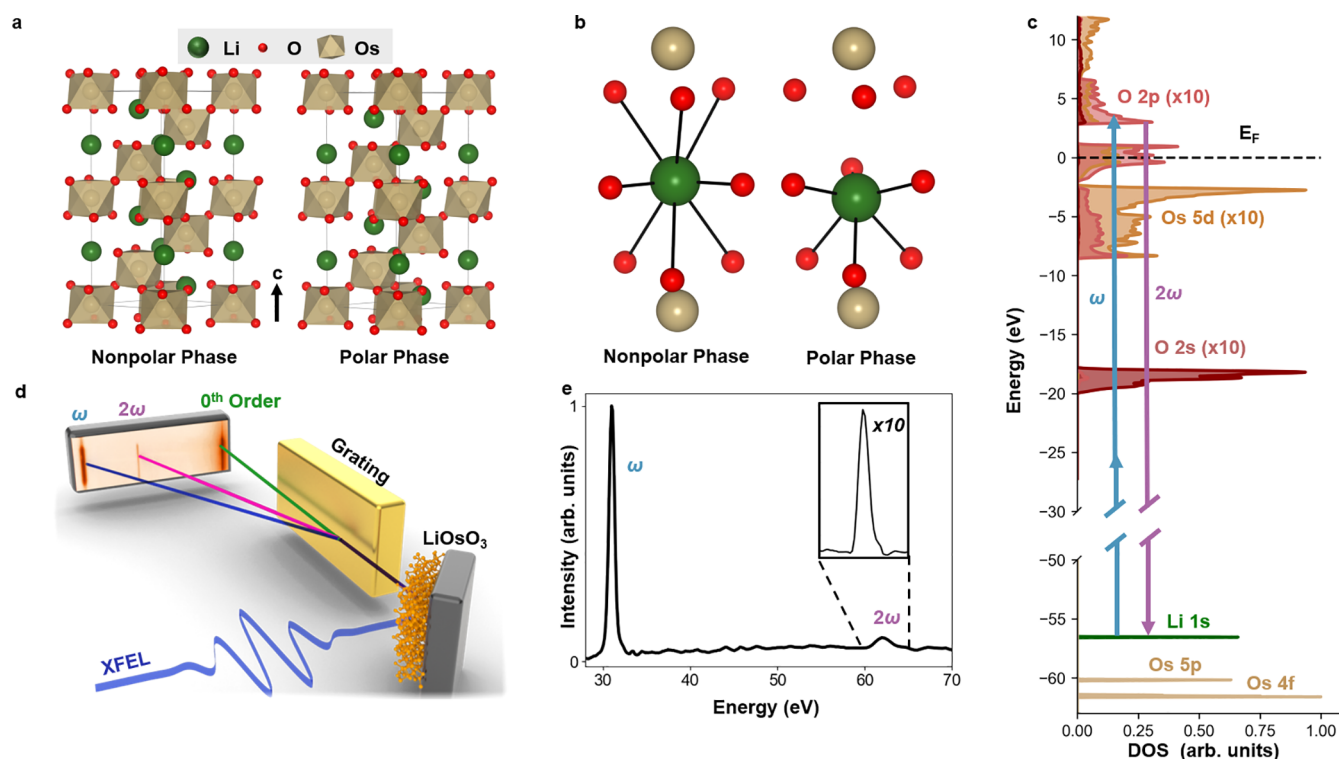 a
Li O Os
c
Nonpolar Phase Polar Phase
b
Nonpolar Phase Polar Phase
c
Energy (eV)
10
5
0
−5
−10
−15
−20
−25
−30
−50
−55
−60
O 2p (x10)
E_F
Os 5d (x10)
ω 2ω
O 2s (x10)
Li 1s
Os 5p
Os 4f
0.00 0.25 0.50 0.75 1.00
DOS (arb. units)
d
ω 2ω 0th Order
Grating
LiOsO3
XFEL
e
Intensity (arb. units)
1
0
ω
x10
2ω
30 40 50 60 70
Energy (eV)